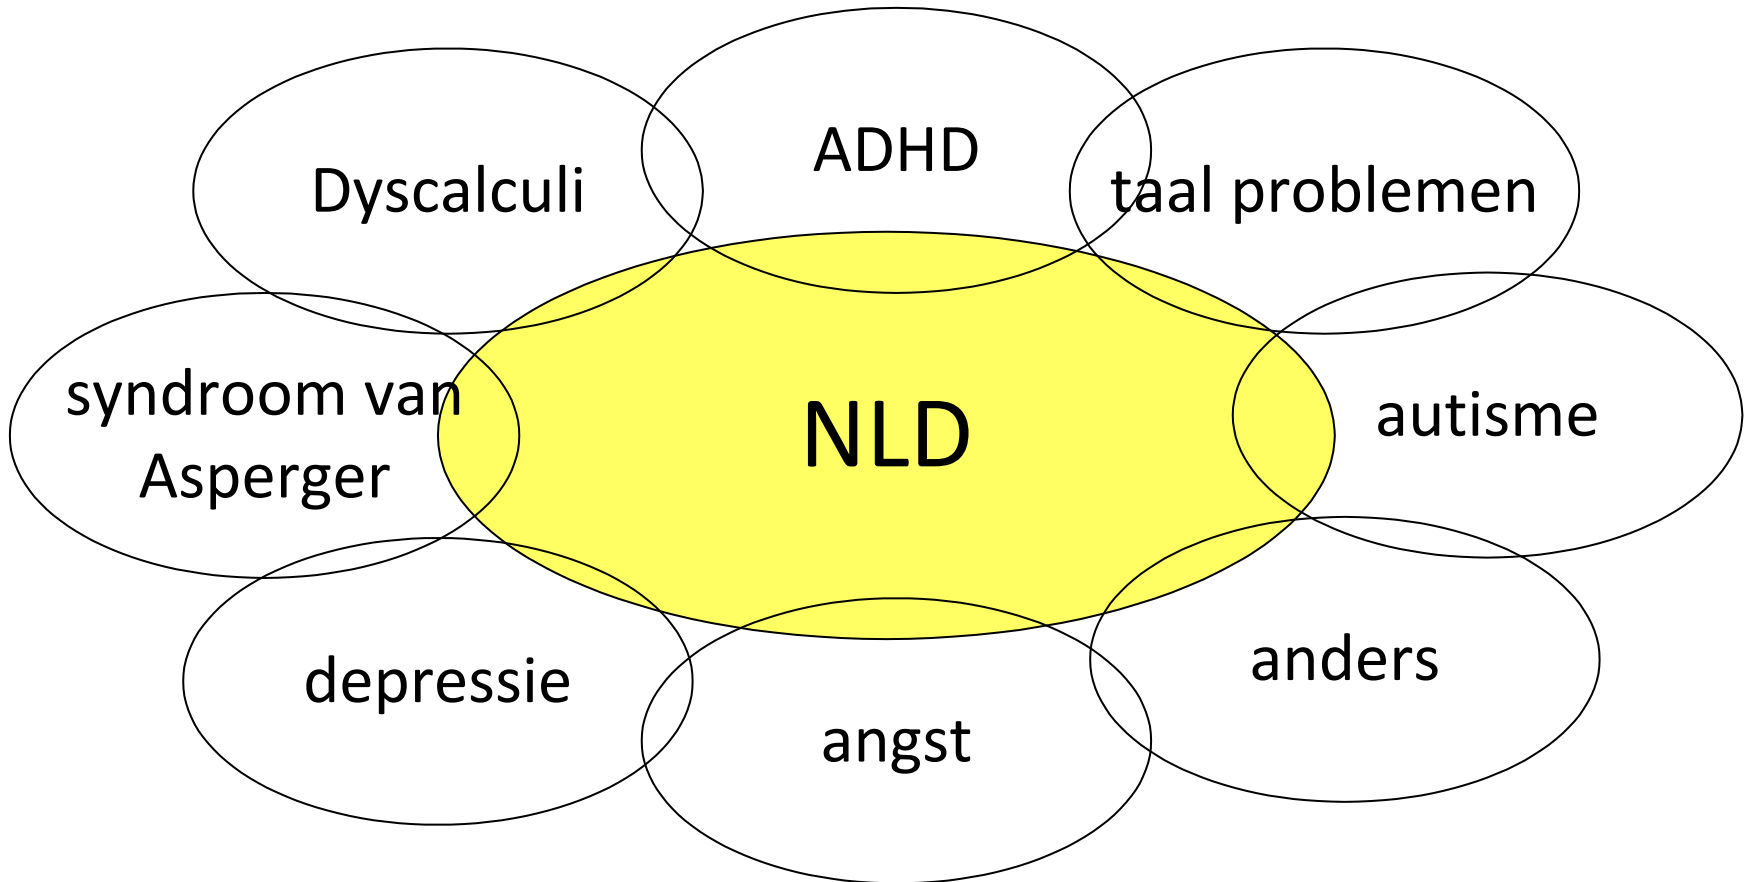 ADHD
Dyscalculi
taal problemen
syndroom van
Asperger
NLD
autisme
depressie
angst
anders